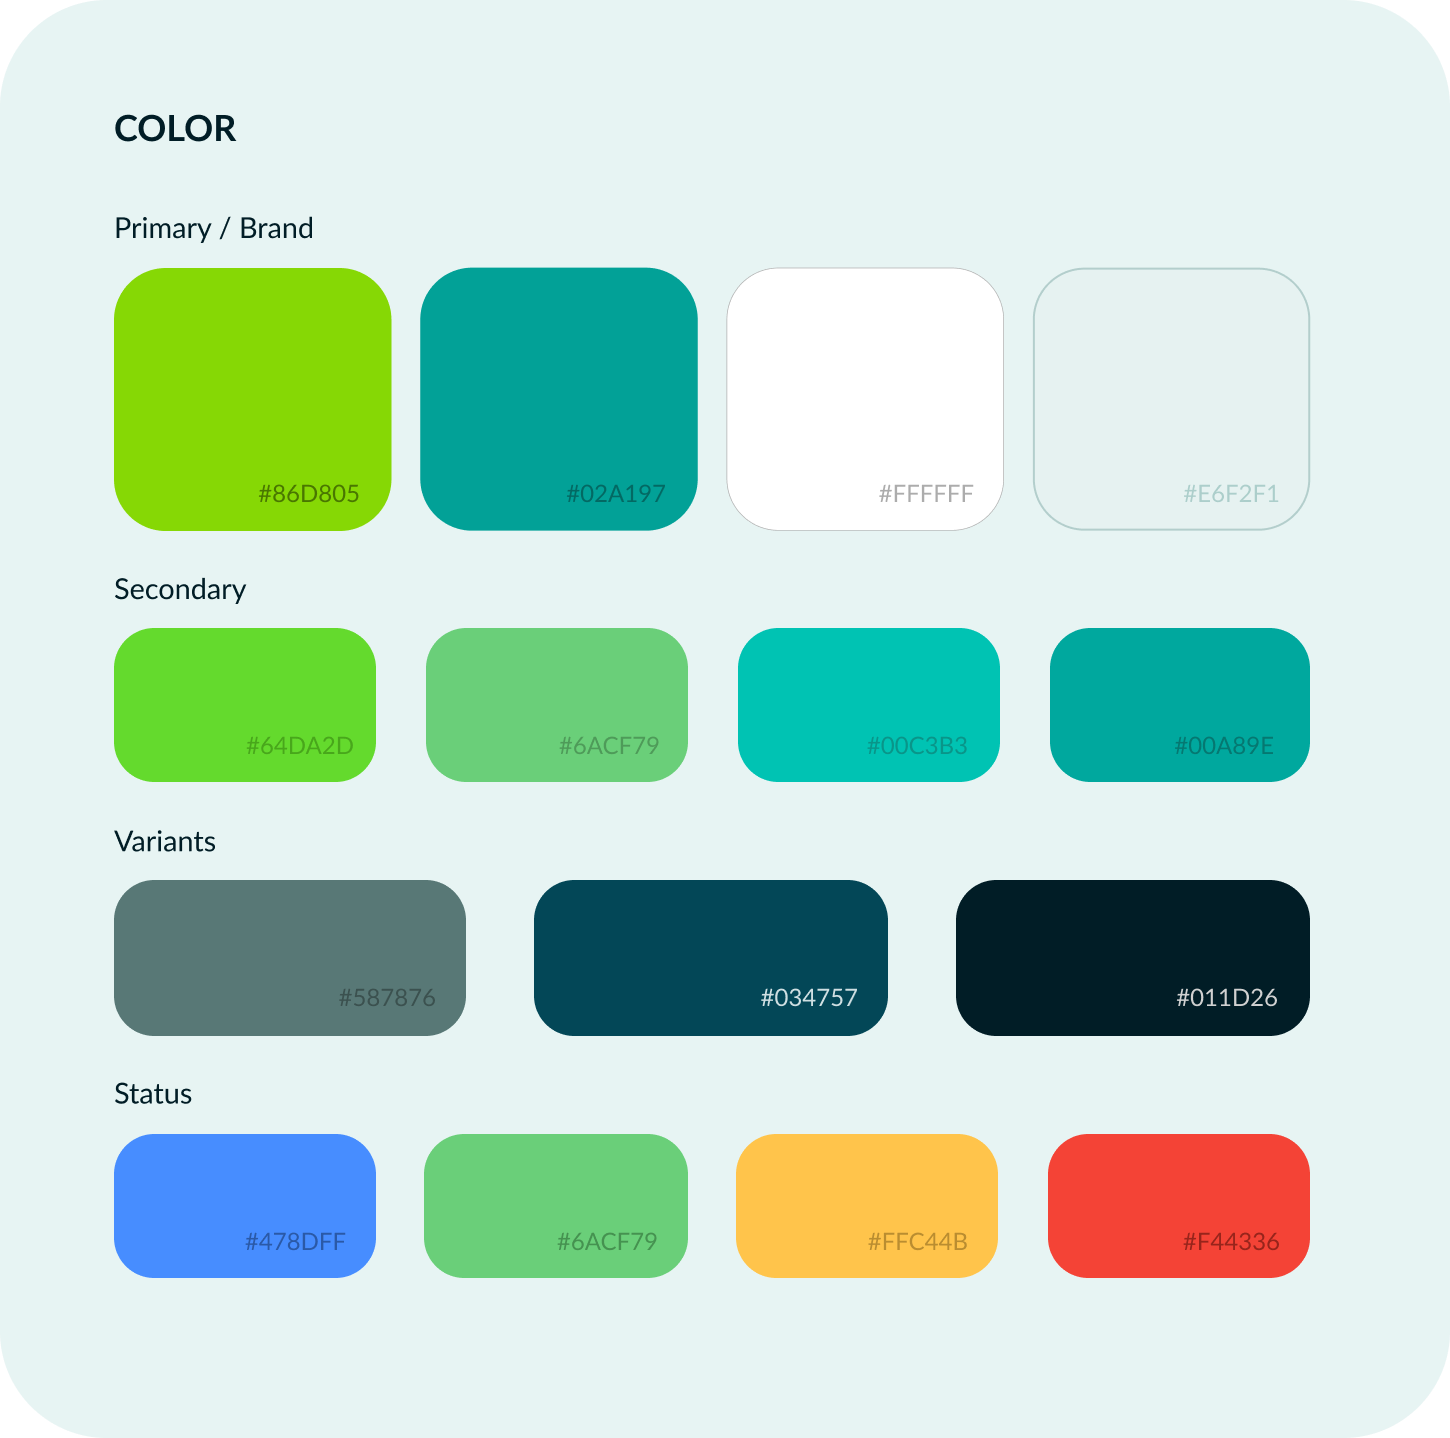 COLOR
Primary / Brand
#86D805 #02A197 #FFFFFF #E6F2F1
Secondary
#64DA2D #6ACF79 #00C3B3 #00A89E
Variants
#587876 #034757 #011D26
Status
#478DFF #6ACF79 #FFC44B #F44336